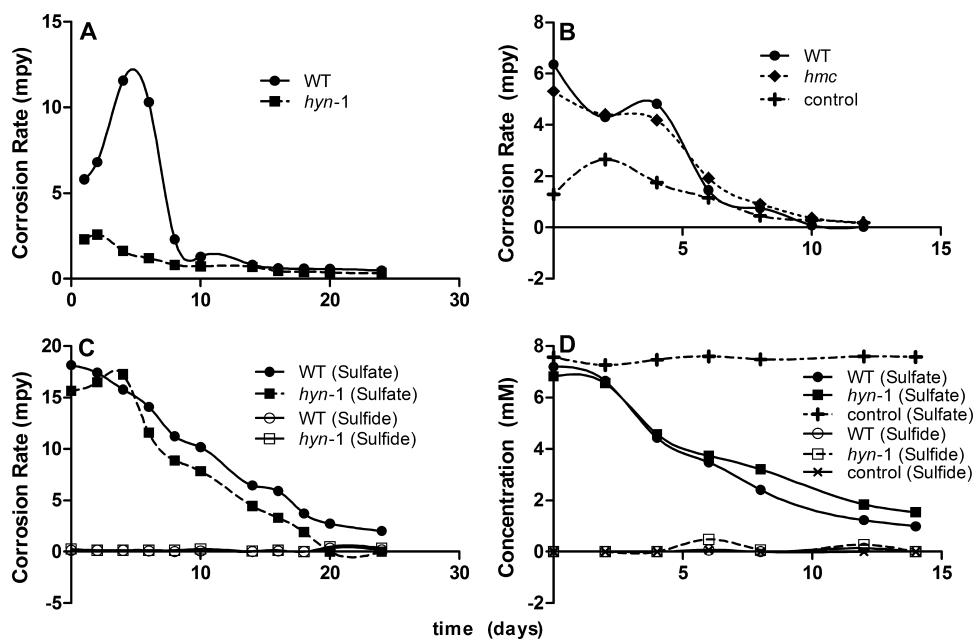 A
Corrosion Rate (mpy)
15
10
5
0
0
10
20
30
WT
hyn-1
B
Corrosion Rate (mpy)
8
6
4
2
0
-2
5
10
15
WT
hmc
control
C
Corrosion Rate (mpy)
20
15
10
5
0
-5
10
20
30
WT (Sulfate)
hyn-1 (Sulfate)
WT (Sulfide)
hyn-1 (Sulfide)
D
Concentration (mM)
8
6
4
2
0
-2
5
10
15
WT (Sulfate)
hyn-1 (Sulfate)
control (Sulfate)
WT (Sulfide)
hyn-1 (Sulfide)
control (Sulfide)
time (days)